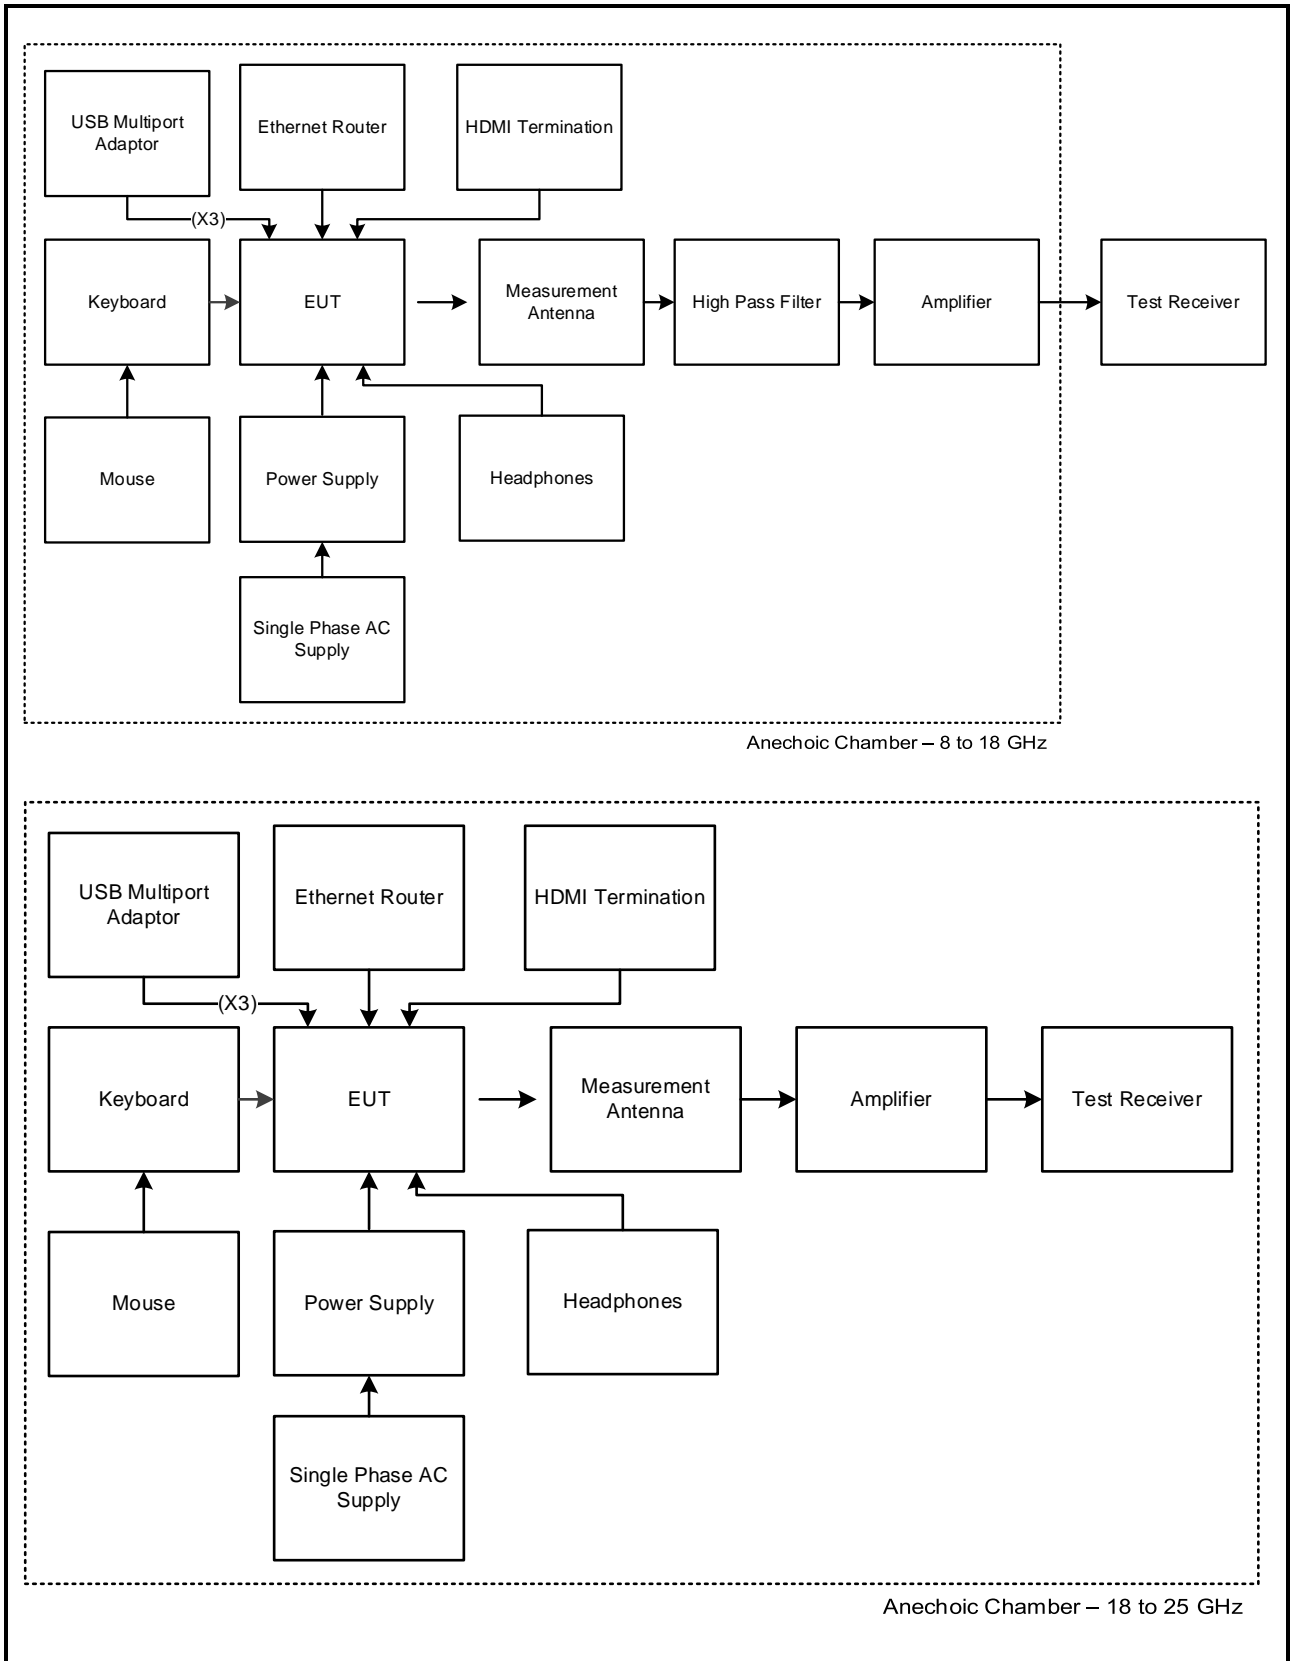 USB Multiport
Adaptor
Ethernet Router
HDMI Termination
(X3)
Keyboard
EUT
Measurement
Antenna
High Pass Filter
Amplifier
Test Receiver
Mouse
Power Supply
Headphones
Single Phase AC
Supply
Anechoic Chamber – 8 to 18 GHz
USB Multiport
Adaptor
Ethernet Router
HDMI Termination
(X3)
Keyboard
EUT
Measurement
Antenna
Amplifier
Test Receiver
Mouse
Power Supply
Headphones
Single Phase AC
Supply
Anechoic Chamber – 18 to 25 GHz